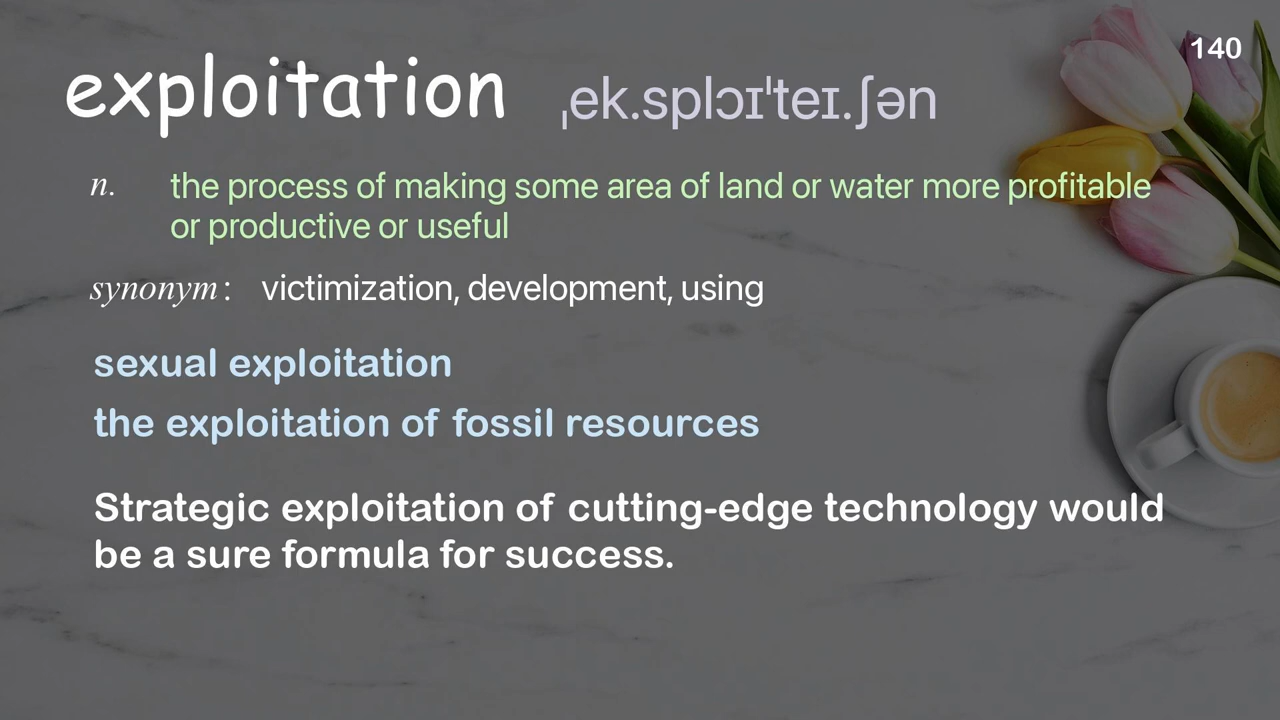 140
exploitation ˌek.splɔɪˈteɪ.ʃən
n. the process of making some area of land or water more profitable
or productive or useful
synonym: victimization, development, using
sexual exploitation
the exploitation of fossil resources
Strategic exploitation of cutting-edge technology would
be a sure formula for success.